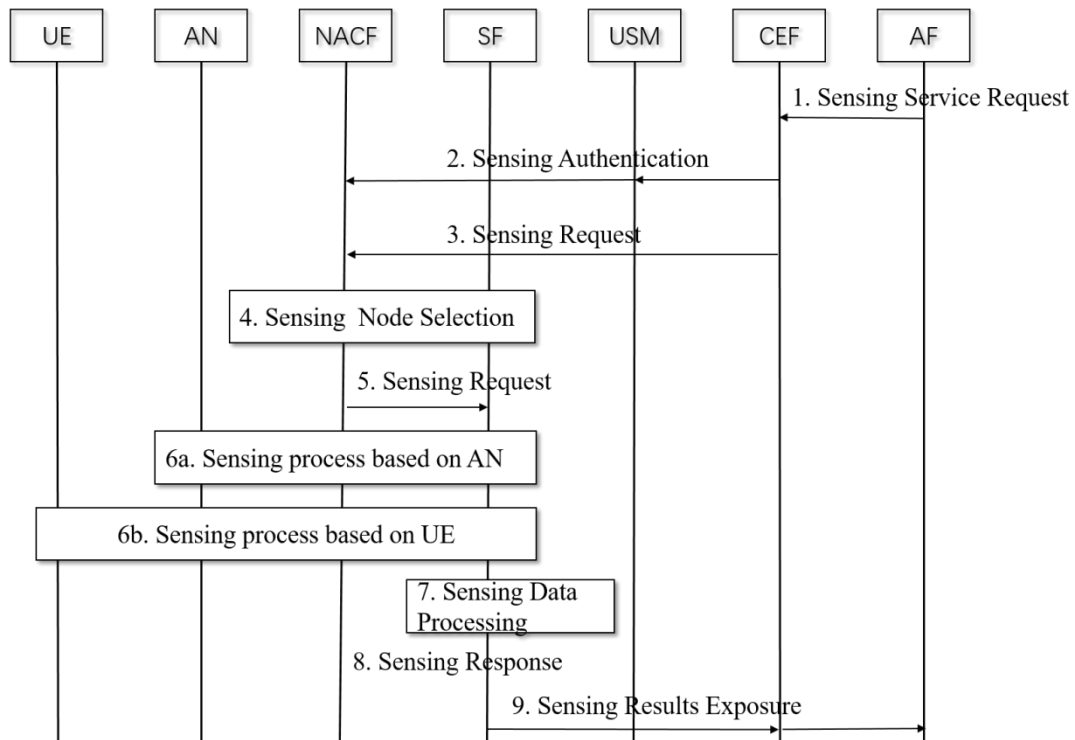 UE AN NACF SF USM CEF AF
1. Sensing Service Request
2. Sensing Authentication
3. Sensing Request
4. Sensing Node Selection
5. Sensing Request
6a. Sensing process based on AN
6b. Sensing process based on UE
7. Sensing Data
Processing
8. Sensing Response
9. Sensing Results Exposure